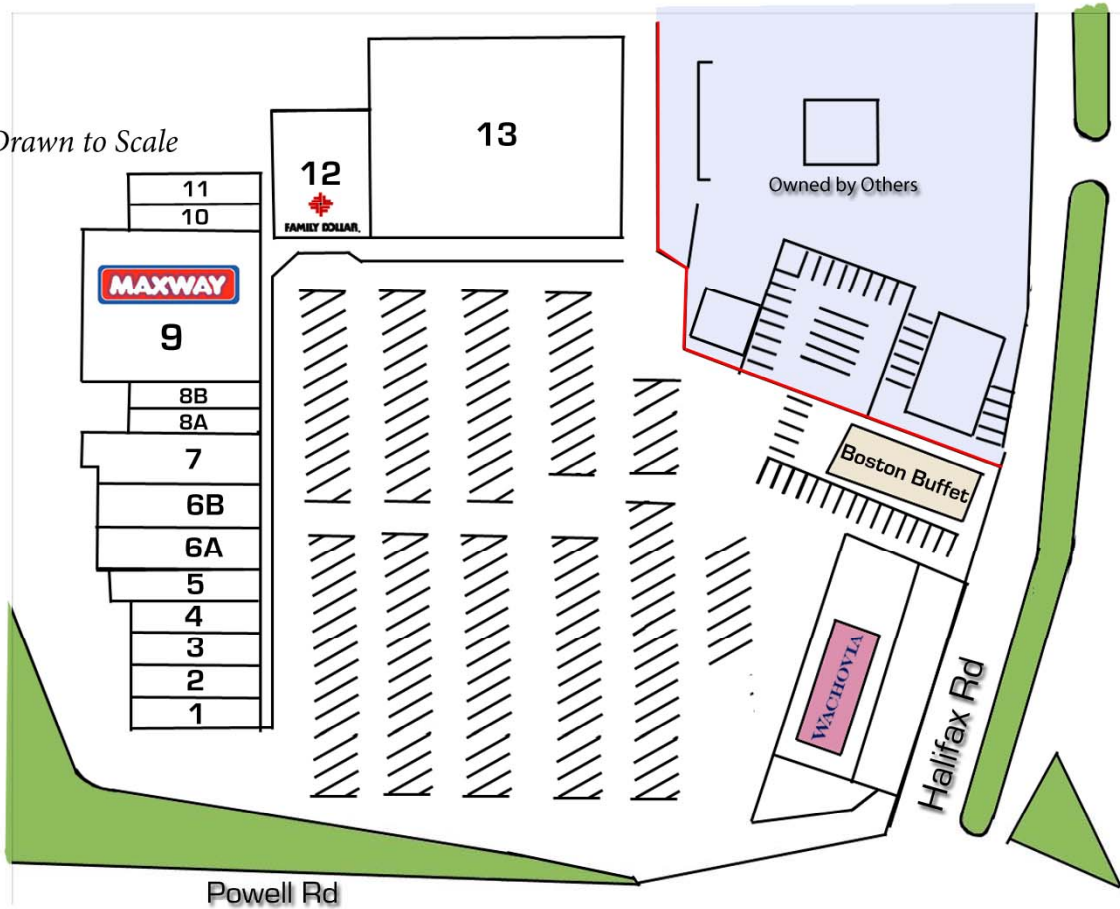 Drawn to Scale
13
12
FAMILY DOLLAR.
11
10
MAXWAY
9
8B
8A
7
6B
6A
5
4
3
2
1
Owned by Others
Boston Buffet
WACHOVIA
Halifax Rd
Powell Rd